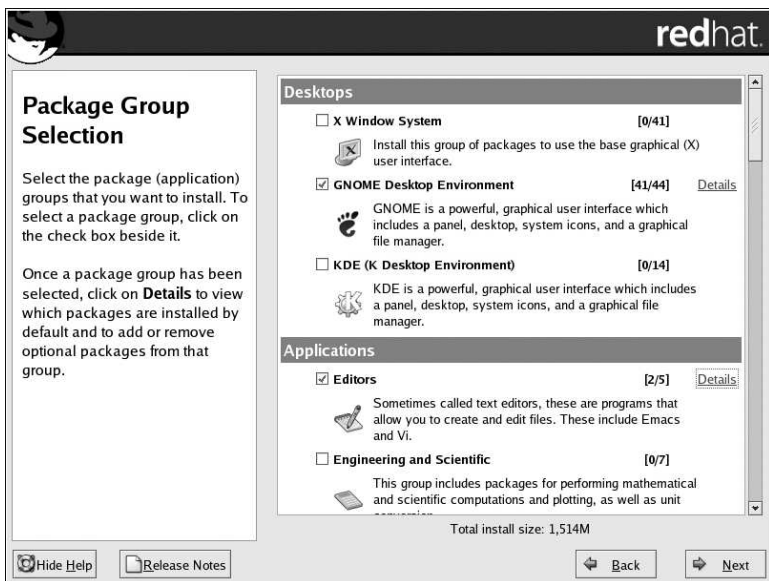 redhat.
Package Group
Selection
Select the package (application)
groups that you want to install. To
select a package group, click on
the check box beside it.
Once a package group has been
selected, click on Details to view
which packages are installed by
default and to add or remove
optional packages from that
group.
Desktops
X Window System [0/41]
Install this group of packages to use the base graphical (X)
user interface.
GNOME Desktop Environment [41/44] Details
GNOME is a powerful, graphical user interface which
includes a panel, desktop, system icons, and a graphical
file manager.
KDE (K Desktop Environment) [0/14]
KDE is a powerful, graphical user interface which includes
a panel, desktop, system icons, and a graphical file
manager.
Applications
Editors [2/5] Details
Sometimes called text editors, these are programs that
allow you to create and edit files. These include Emacs
and Vi.
Engineering and Scientific [0/7]
This group includes packages for performing mathematical
and scientific computations and plotting, as well as unit
Total install size: 1,514M
Hide Help
Release Notes
Back
Next